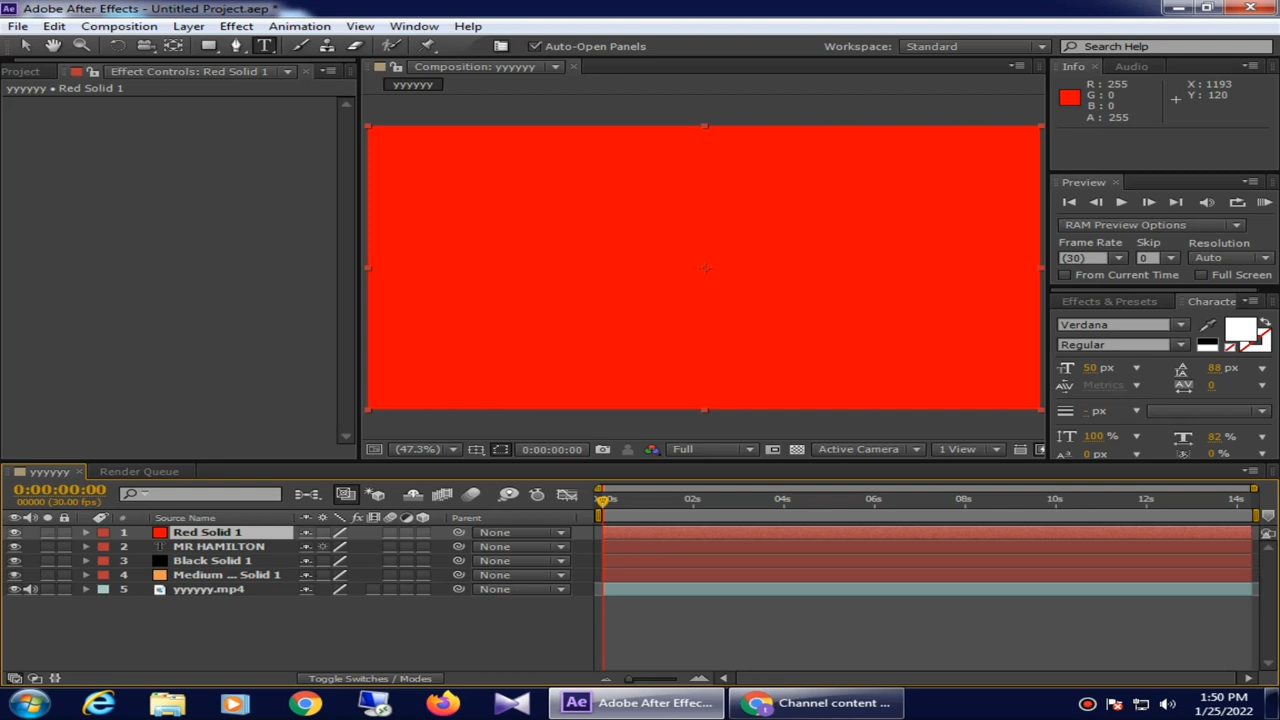 Adobe After Effects - Untitled Project.aep *
File Edit Composition Layer Effect Animation View Window Help
Auto-Open Panels
Workspace: Standard
Search Help
Project
Effect Controls: Red Solid 1
yyyyyy • Red Solid 1
Composition: yyyyyy
yyyyyy
Info Audio
R : 255
G : 0
B : 0
A : 255
X : 1193
Y : 120
Preview
RAM Preview Options
Frame Rate Skip Resolution
(30) 0 Auto
From Current Time Full Screen
Effects & Presets Characte
Verdana
Regular
50 px 88 px
Metrics 0
- px
100 % 82 %
0 px 0 %
(47.3%) 0:00:00:00 Full Active Camera 1 View
yyyyyy Render Queue
0:00:00:00
00000 (30.00 fps)
# Source Name Parent
0s 02s 04s 06s 08s 10s 12s 14s
1 Red Solid 1 None
2 MR HAMILTON None
3 Black Solid 1 None
4 Medium ... Solid 1 None
5 yyyyyy.mp4 None
Toggle Switches / Modes
Adobe After Effec...
Channel content ...
1:50 PM
1/25/2022